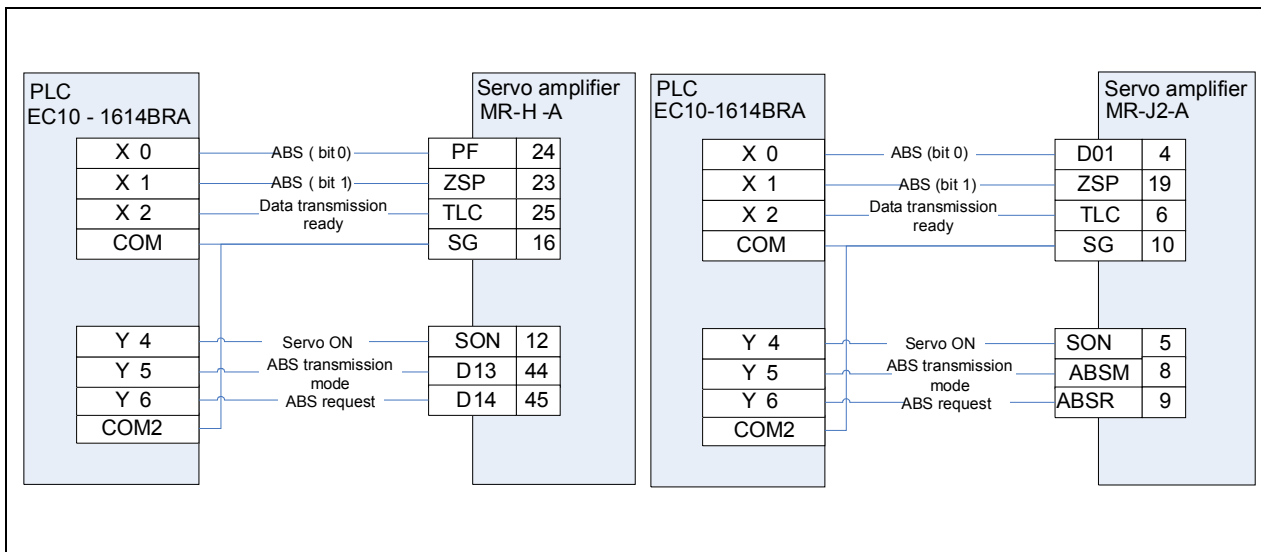 PLC
EC10 - 1614BRA
Servo amplifier
MR-H -A
X 0
ABS ( bit 0)
PF
24
X 1
ABS ( bit 1)
ZSP
23
X 2
Data transmission
ready
TLC
25
COM
SG
16
Y 4
Servo ON
SON
12
Y 5
ABS transmission
mode
D13
44
Y 6
ABS request
D14
45
COM2
PLC
EC10-1614BRA
Servo amplifier
MR-J2-A
X 0
ABS (bit 0)
D01
4
X 1
ABS (bit 1)
ZSP
19
X 2
Data transmission
ready
TLC
6
COM
SG
10
Y 4
Servo ON
SON
5
Y 5
ABS transmission
mode
ABSM
8
Y 6
ABS request
ABSR
9
COM2